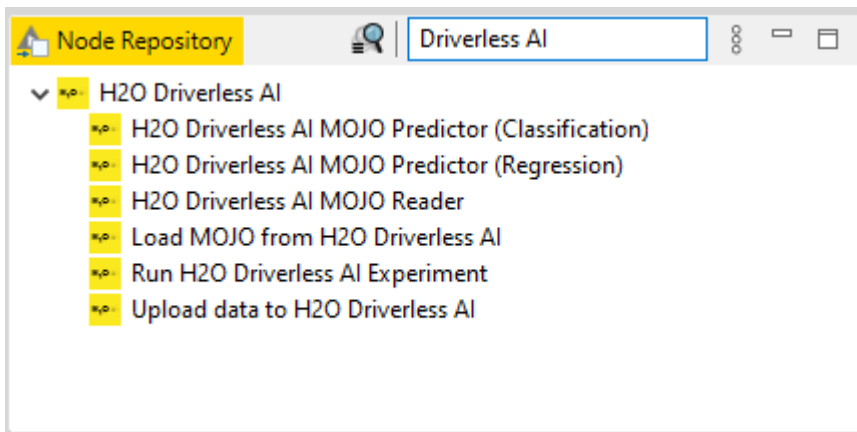 Node Repository
Driverless AI
H2O Driverless AI
H2O Driverless AI MOJO Predictor (Classification)
H2O Driverless AI MOJO Predictor (Regression)
H2O Driverless AI MOJO Reader
Load MOJO from H2O Driverless AI
Run H2O Driverless AI Experiment
Upload data to H2O Driverless AI